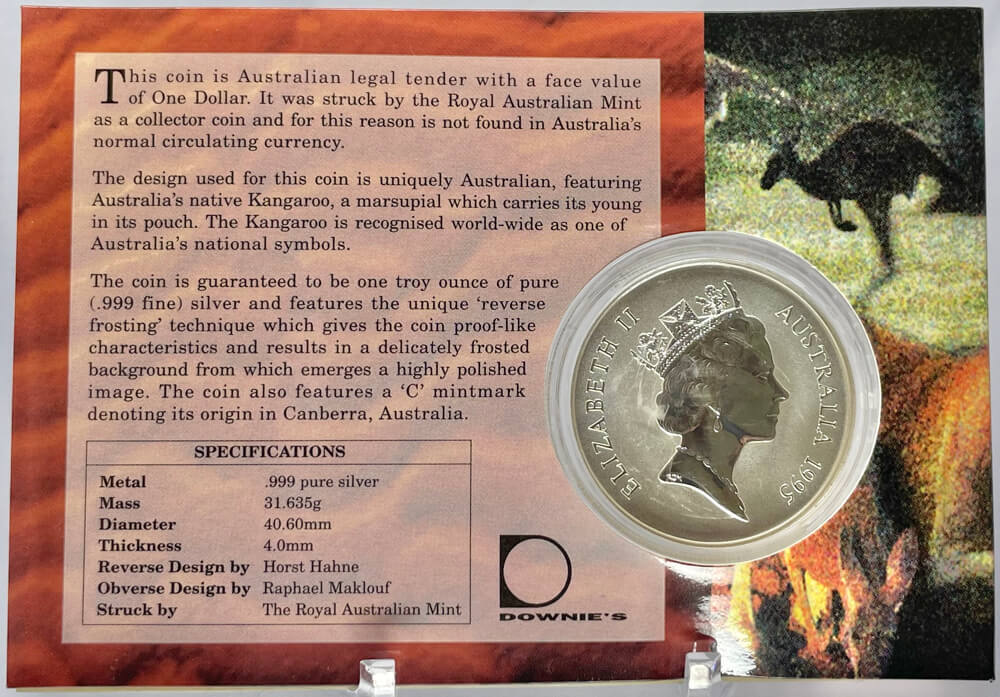 This coin is Australian legal tender with a face value
of One Dollar. It was struck by the Royal Australian Mint
as a collector coin and for this reason is not found in Australia's
normal circulating currency.
The design used for this coin is uniquely Australian, featuring
Australia's native Kangaroo, a marsupial which carries its young
in its pouch. The Kangaroo is recognised world-wide as one of
Australia's national symbols.
The coin is guaranteed to be one troy ounce of pure
(.999 fine) silver and features the unique 'reverse
frosting' technique which gives the coin proof-like
characteristics and results in a delicately frosted
background from which emerges a highly polished
image. The coin also features a 'C' mintmark
denoting its origin in Canberra, Australia.
SPECIFICATIONS
Metal .999 pure silver
Mass 31.635g
Diameter 40.60mm
Thickness 4.0mm
Reverse Design by Horst Hahne
Obverse Design by Raphael Maklouf
Struck by The Royal Australian Mint
DOWNIE'S
ELIZABETH II
AUSTRALIA 1995